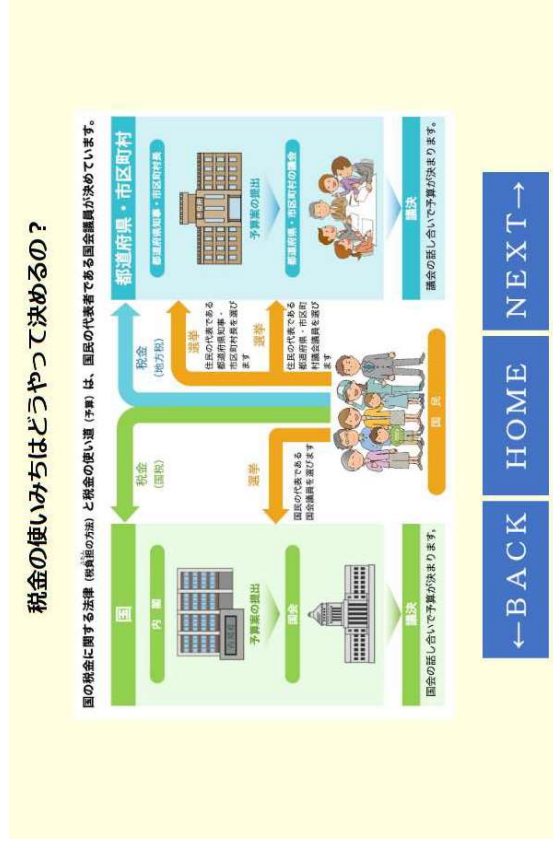 税金の使いみちはどうやって決めるの？
国の税金に関する法律（税負担の方法）と税金の使い道（予算）は、国民の代表者である国会議員が決めています。
国
内閣
予算案の提出
国会
議決
国会の話し合いで予算が決まります。
税金
（国税）
選挙
国民の代表である
国会議員を選びます
税金
（地方税）
選挙
住民の代表である
都道府県知事・
市区町村長を選び
ます
選挙
住民の代表である
都道府県・市区町
村議会議員を選び
ます
国民
都道府県・市区町村
都道府県知事・市区町村長
予算案の提出
都道府県・市区町村の議会
議決
議会の話し合いで予算が決まります。
←BACK
HOME
NEXT→